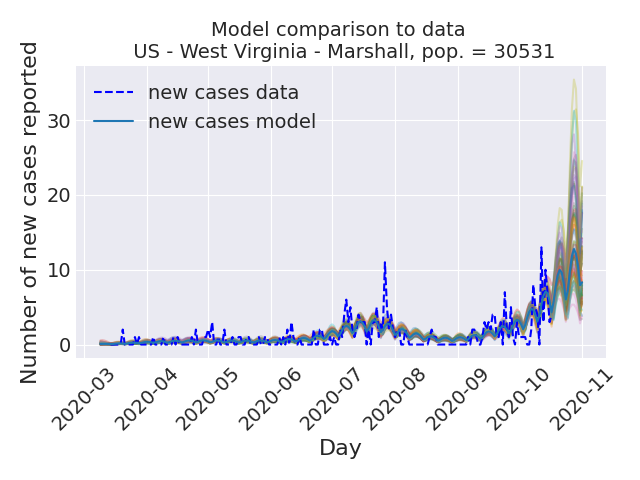 Model comparison to data
US - West Virginia - Marshall, pop. = 30531
Number of new cases reported
new cases data
new cases model
30
20
10
0
2020-03
2020-04
2020-05
2020-06
2020-07
2020-08
2020-09
2020-10
2020-11
Day